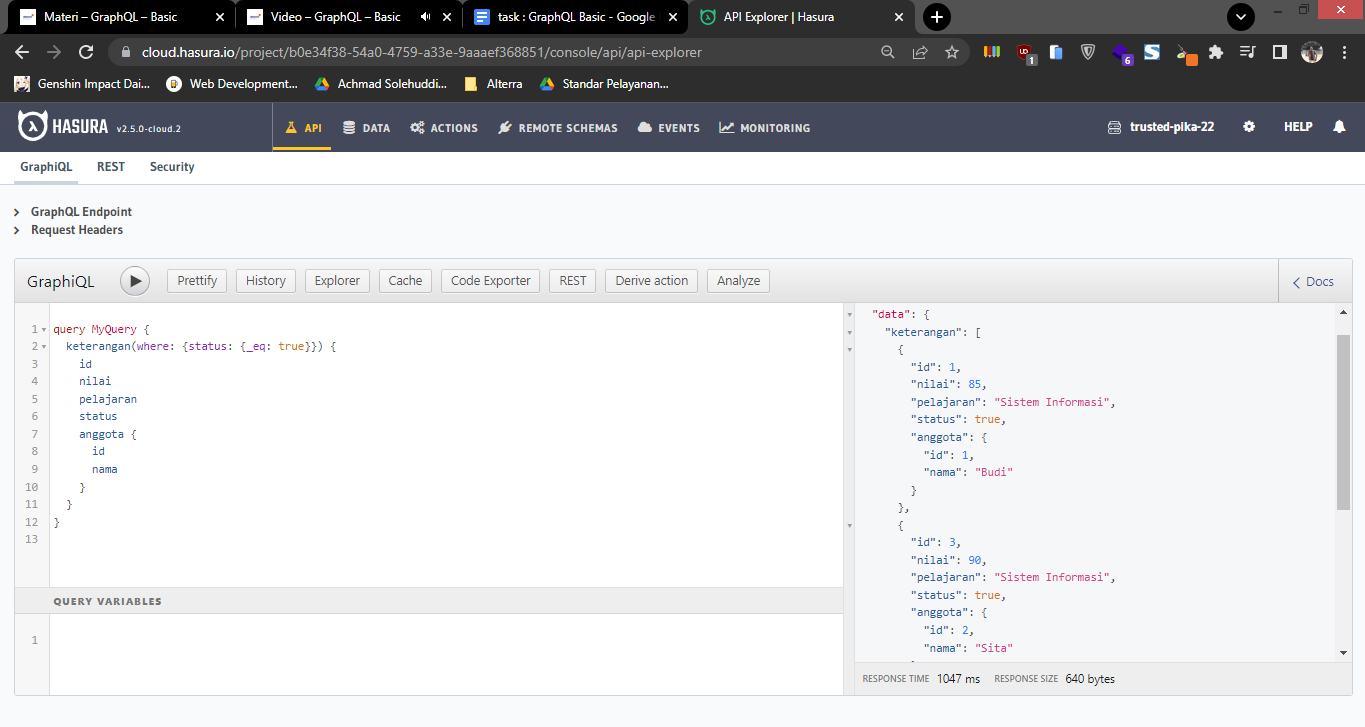 Materi – GraphQL – Basic
Video – GraphQL – Basic
task : GraphQL Basic - Google
API Explorer | Hasura
cloud.hasura.io/project/b0e34f38-54a0-4759-a33e-9aaaef368851/console/api/api-explorer
1
6
Genshin Impact Dai...
Web Development...
Achmad Solehuddi...
Alterra
Standar Pelayanan...
HASURA v2.5.0-cloud.2
API
DATA
ACTIONS
REMOTE SCHEMAS
EVENTS
MONITORING
trusted-pika-22
HELP
GraphiQL REST Security
GraphQL Endpoint
Request Headers
GraphiQL
Prettify
History
Explorer
Cache
Code Exporter
REST
Derive action
Analyze
Docs
1 query MyQuery {
2 keterangan(where: {status: {_eq: true}}) {
3 id
4 nilai
5 pelajaran
6 status
7 anggota {
8 id
9 nama
10 }
11 }
12 }
13
QUERY VARIABLES
1
"data": {
"keterangan": [
{
"id": 1,
"nilai": 85,
"pelajaran": "Sistem Informasi",
"status": true,
"anggota": {
"id": 1,
"nama": "Budi"
}
},
{
"id": 3,
"nilai": 90,
"pelajaran": "Sistem Informasi",
"status": true,
"anggota": {
"id": 2,
"nama": "Sita"
RESPONSE TIME 1047 ms RESPONSE SIZE 640 bytes